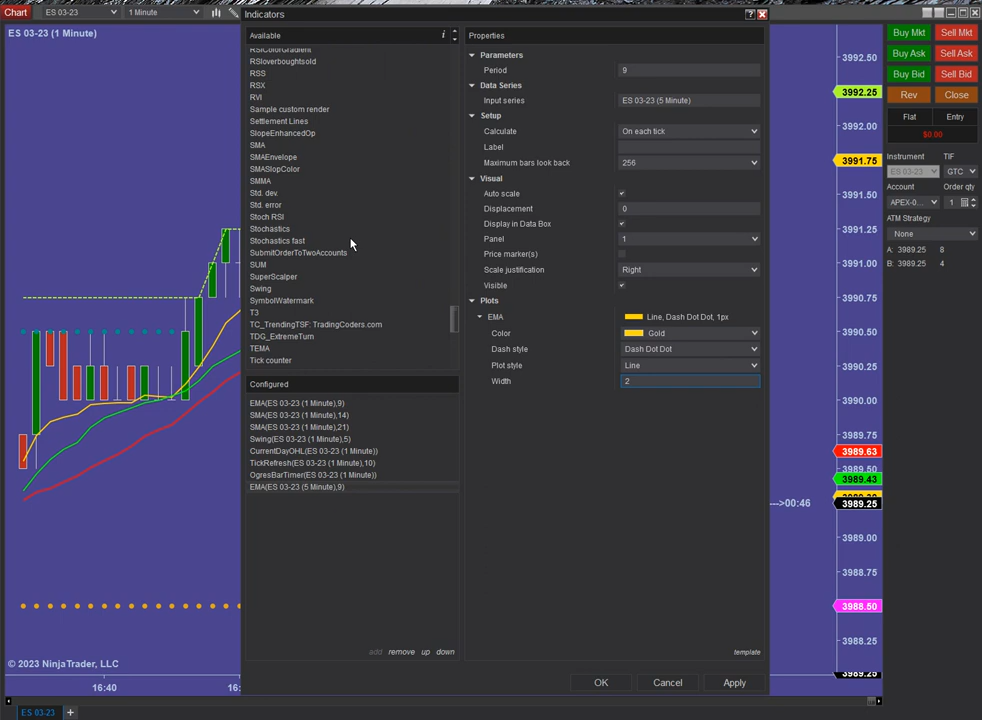 Chart
ES 03-23
1 Minute
Indicators
?
ES 03-23 (1 Minute)
Available
i
RSIColorGradient
RSIoverboughtsold
RSS
RSX
RVI
Sample custom render
Settlement Lines
SlopeEnhancedOp
SMA
SMAEnvelope
SMASlopColor
SMMA
Std. dev.
Std. error
Stoch RSI
Stochastics
Stochastics fast
SubmitOrderToTwoAccounts
SUM
SuperScalper
Swing
SymbolWatermark
T3
TC_TrendingTSF: TradingCoders.com
TDG_ExtremeTurn
TEMA
Tick counter
Configured
EMA(ES 03-23 (1 Minute),9)
SMA(ES 03-23 (1 Minute),14)
SMA(ES 03-23 (1 Minute),21)
Swing(ES 03-23 (1 Minute),5)
CurrentDayOHL(ES 03-23 (1 Minute))
TickRefresh(ES 03-23 (1 Minute),10)
OgresBarTimer(ES 03-23 (1 Minute))
EMA(ES 03-23 (5 Minute),9)
add remove up down
Properties
Parameters
Period 9
Data Series
Input series ES 03-23 (5 Minute)
Setup
Calculate On each tick
Label
Maximum bars look back 256
Visual
Auto scale
Displacement 0
Display in Data Box
Panel 1
Price marker(s)
Scale justification Right
Visible
Plots
EMA Line, Dash Dot Dot, 1px
Color Gold
Dash style Dash Dot Dot
Plot style Line
Width 2
template
OK Cancel Apply
3992.50
3992.25
3992.00
3991.75
3991.50
3991.25
3991.00
3990.75
3990.50
3990.25
3990.00
3989.75
3989.63
3989.50
3989.43
3989.25
--->00:46
3989.00
3988.75
3988.50
3988.25
3989.25
Buy Mkt Sell Mkt
Buy Ask Sell Ask
Buy Bid Sell Bid
Rev Close
Flat Entry
$0.00
Instrument TIF
ES 03-23 GTC
Account Order qty
APEX-0... 1
ATM Strategy
None
A: 3989.25 8
B: 3989.25 4
© 2023 NinjaTrader, LLC
16:40
16:
ES 03-23 +